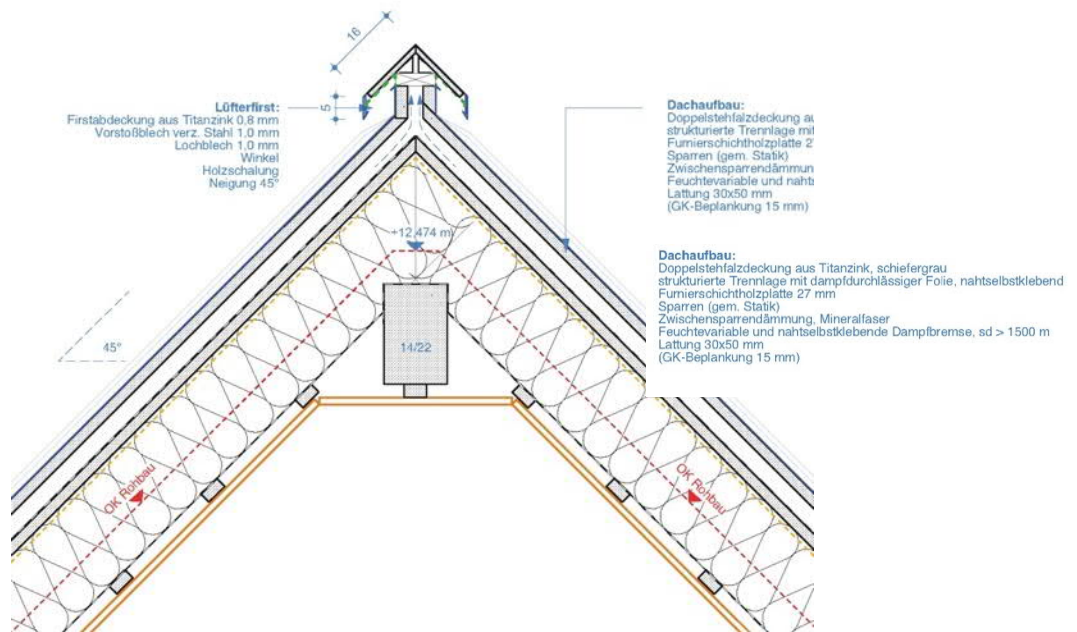 16
5
Lüfterfirst:
Firstabdeckung aus Titanzink 0,8 mm
Vorstoßblech verz. Stahl 1,0 mm
Lochblech 1,0 mm
Winkel
Holzschalung
Neigung 45°
Dachaufbau:
Doppelstehfalzdeckung
strukturierte Trennlage mit
Furnierschichtholzplatte
Sparren (gem. Statik)
Feuchtevariable und
Lattung 30x50 mm
(GK-Beplankung 15 mm)
+12,474 m
Dachaufbau:
Doppelstehfalzdeckung aus Titanzink, schiefergrau
strukturierte Trennlage mit dampfdurchlässiger Folie, nahtselbstklebend
Furnierschichtholzplatte 27 mm
Sparren (gem. Statik)
Zwischensparrendämmung, Mineralfaser
Feuchtevariable und nahtselbstklebende Dampfbremse, sd > 1500 m
Lattung 30x50 mm
(GK-Beplankung 15 mm)
45°
14/22
OK Rohbau
OK Rohbau